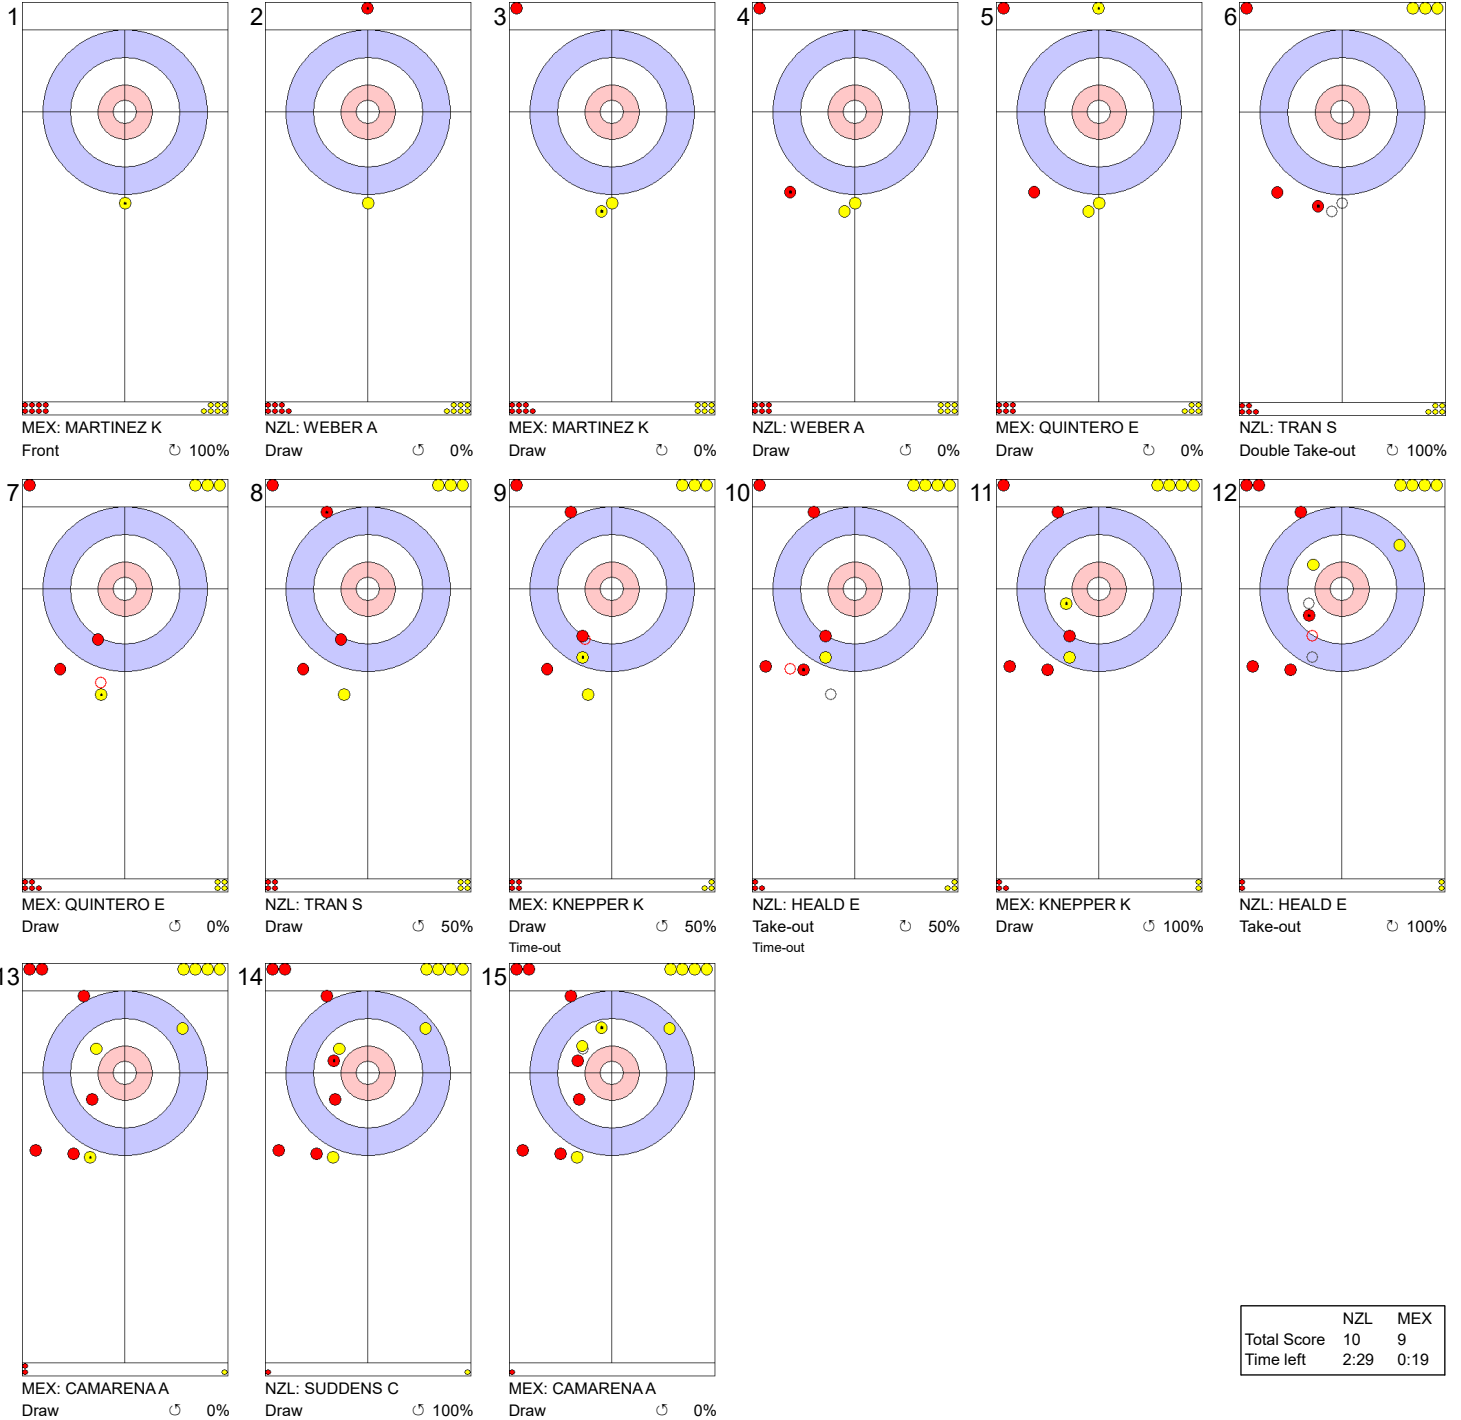 1 2 3 4 5 6
MEX: MARTINEZ K NZL: WEBER A MEX: MARTINEZ K NZL: WEBER A MEX: QUINTERO E NZL: TRAN S
Front ↻ 100% Draw ↺ 0% Draw ↻ 0% Draw ↺ 0% Draw ↻ 0% Double Take-out ↻ 100%
7 8 9 10 11 12
MEX: QUINTERO E NZL: TRAN S MEX: KNEPPER K NZL: HEALD E MEX: KNEPPER K NZL: HEALD E
Draw ↺ 0% Draw ↺ 50% Draw ↺ 50% Take-out ↻ 50% Draw ↺ 100% Take-out ↻ 100%
Time-out Time-out
13 14 15
MEX: CAMARENA A NZL: SUDDENS C MEX: CAMARENA A
Draw ↺ 0% Draw ↺ 100% Draw ↺ 0%
NZL MEX
Total Score 10 9
Time left 2:29 0:19